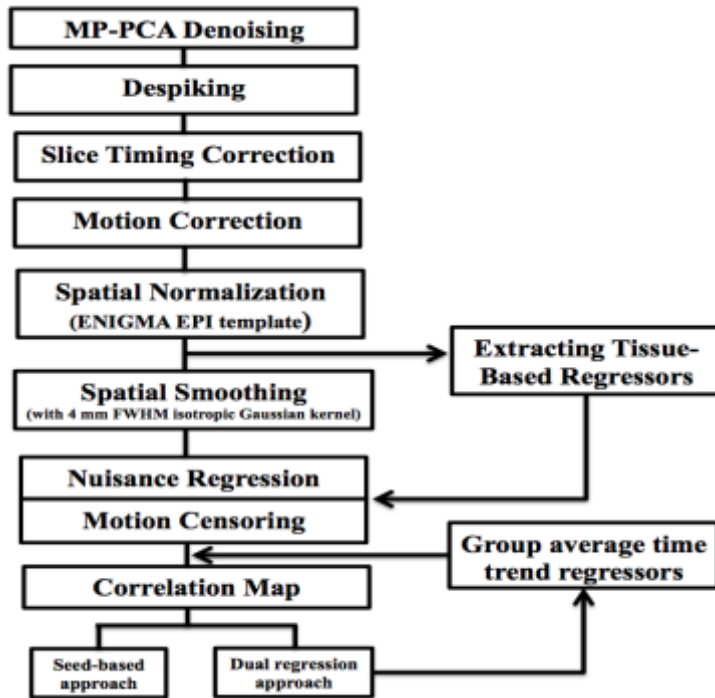 MP-PCA Denoising
Despiking
Slice Timing Correction
Motion Correction
Spatial Normalization
(ENIGMA EPI template)
Extracting Tissue-
Based Regressors
Spatial Smoothing
(with 4 mm FWHM isotropic Gaussian kernel)
Nuisance Regression
Motion Censoring
Group average time
trend regressors
Correlation Map
Seed-based
approach
Dual regression
approach